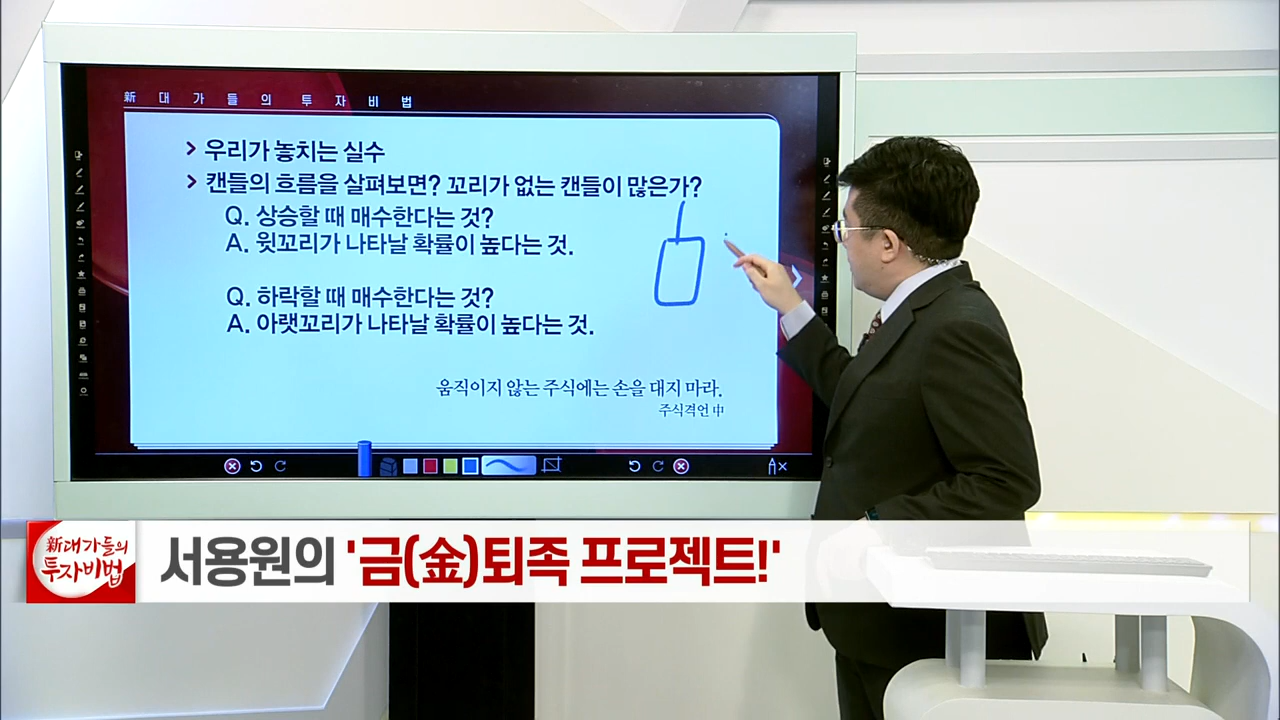 新 대 가 들 의 투 자 비 법
> 우리가 놓치는 실수
> 캔들의 흐름을 살펴보면? 꼬리가 없는 캔들이 많은가?
Q. 상승할 때 매수한다는 것?
A. 윗꼬리가 나타날 확률이 높다는 것.
Q. 하락할 때 매수한다는 것?
A. 아랫꼬리가 나타날 확률이 높다는 것.
움직이지 않는 주식에는 손을 대지 마라.
주식격언 中
新대가들의
투자비법
서용원의 '금(金)퇴족 프로젝트!'